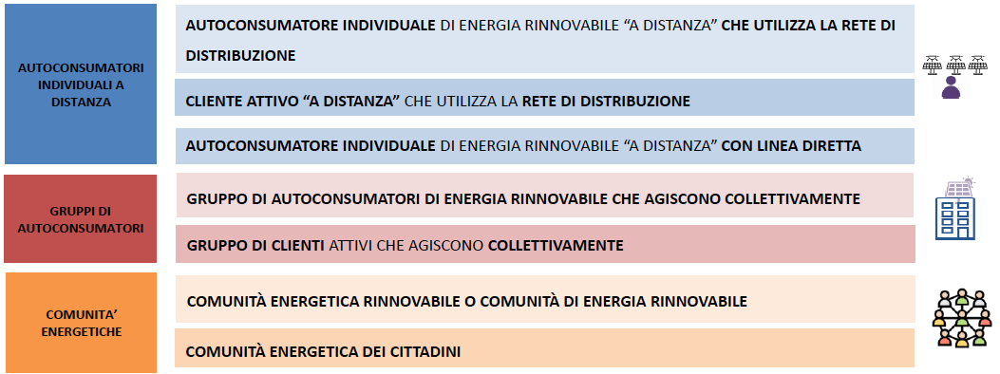 AUTOCONSUMATORI
INDIVIDUALI A
DISTANZA
AUTOCONSUMATORE INDIVIDUALE DI ENERGIA RINNOVABILE “A DISTANZA” CHE UTILIZZA LA RETE DI
DISTRIBUZIONE
CLIENTE ATTIVO “A DISTANZA” CHE UTILIZZA LA RETE DI DISTRIBUZIONE
AUTOCONSUMATORE INDIVIDUALE DI ENERGIA RINNOVABILE “A DISTANZA” CON LINEA DIRETTA
GRUPPI DI
AUTOCONSUMATORI
GRUPPO DI AUTOCONSUMATORI DI ENERGIA RINNOVABILE CHE AGISCONO COLLETTIVAMENTE
GRUPPO DI CLIENTI ATTIVI CHE AGISCONO COLLETTIVAMENTE
COMUNITA’
ENERGETICHE
COMUNITÀ ENERGETICA RINNOVABILE O COMUNITÀ DI ENERGIA RINNOVABILE
COMUNITÀ ENERGETICA DEI CITTADINI